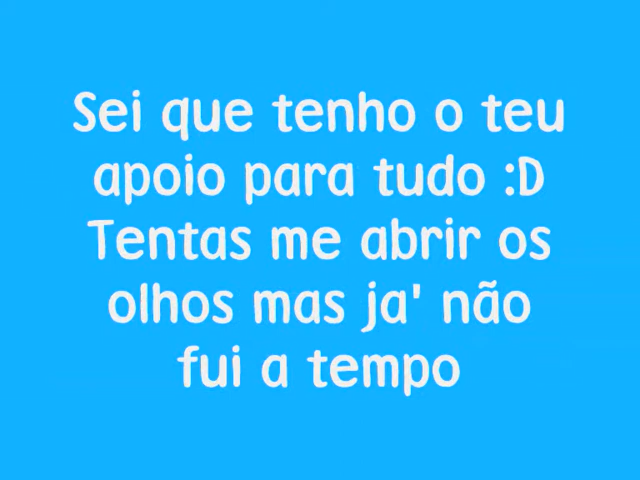 Sei que tenho o teu
apoio para tudo :D
Tentas me abrir os
olhos mas ja' não
fui a tempo